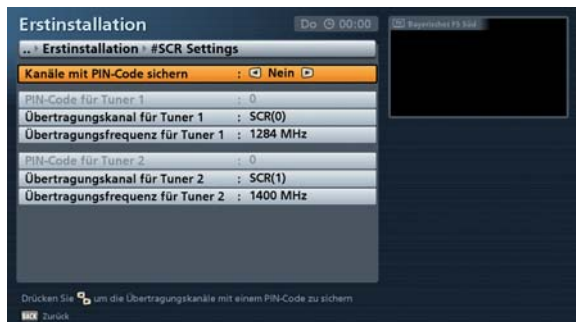 Erstinstallation
Do 00:00
Bayerisches FS Süd
.. Erstinstallation #SCR Settings
Kanäle mit PIN-Code sichern : Nein
PIN-Code für Tuner 1 : 0
Übertragungskanal für Tuner 1 : SCR(0)
Übertragungsfrequenz für Tuner 1 : 1284 MHz
PIN-Code für Tuner 2 : 0
Übertragungskanal für Tuner 2 : SCR(1)
Übertragungsfrequenz für Tuner 2 : 1400 MHz
Drücken Sie um die Übertragungskanäle mit einem PIN-Code zu sichern
BACK Zurück